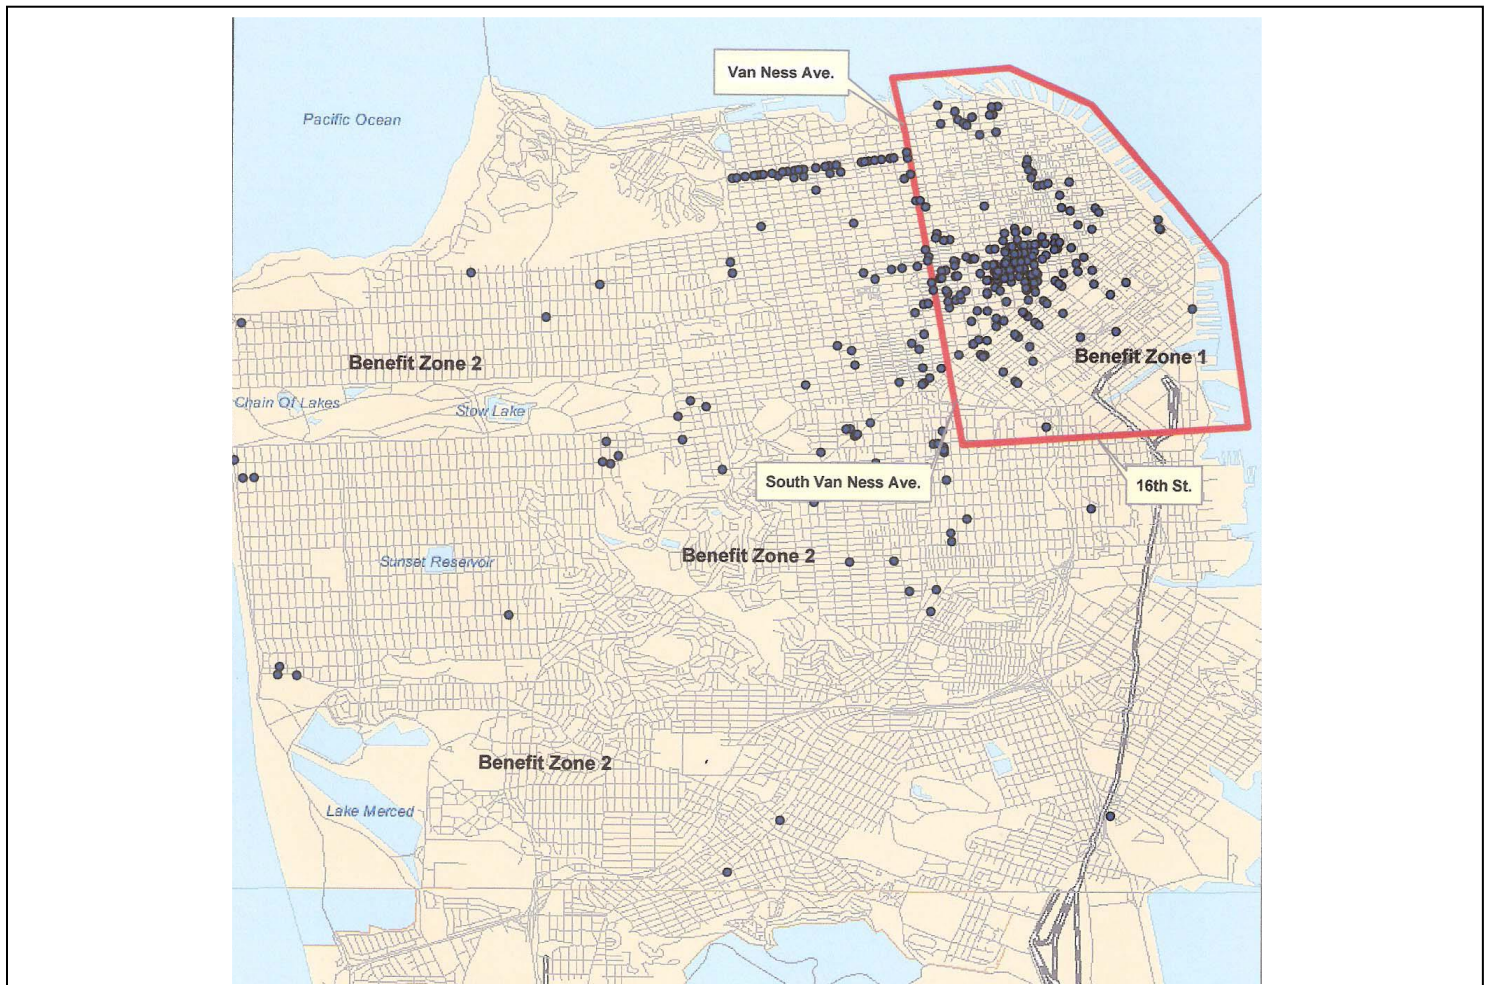 Van Ness Ave.
Pacific Ocean
Benefit Zone 1
Benefit Zone 2
Chain Of Lakes
Stow Lake
South Van Ness Ave.
16th St.
Benefit Zone 2
Sunset Reservoir
Benefit Zone 2
Lake Merced